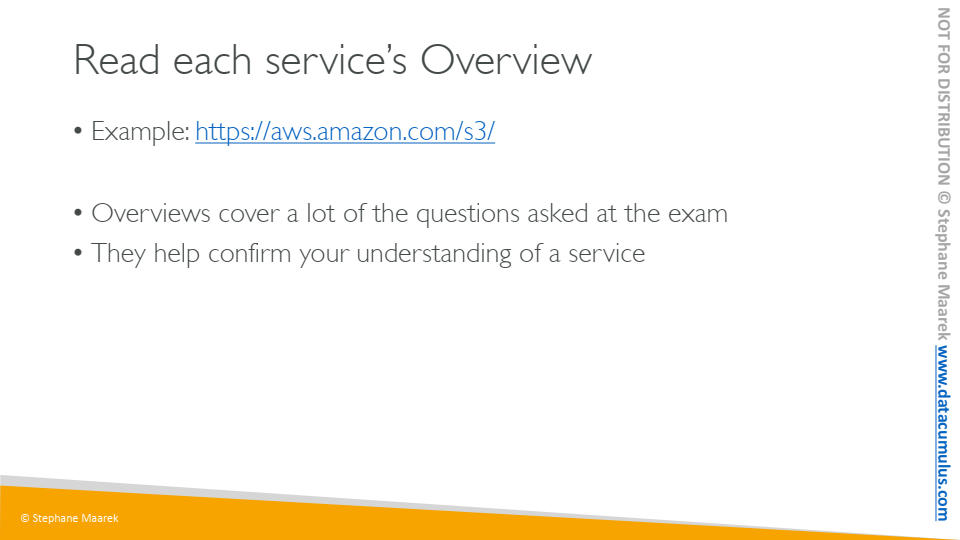 Read each service’s Overview
• Example: https://aws.amazon.com/s3/
• Overviews cover a lot of the questions asked at the exam
• They help confirm your understanding of a service
NOT FOR DISTRIBUTION © Stephane Maarek www.datacumulus.com
© Stephane Maarek